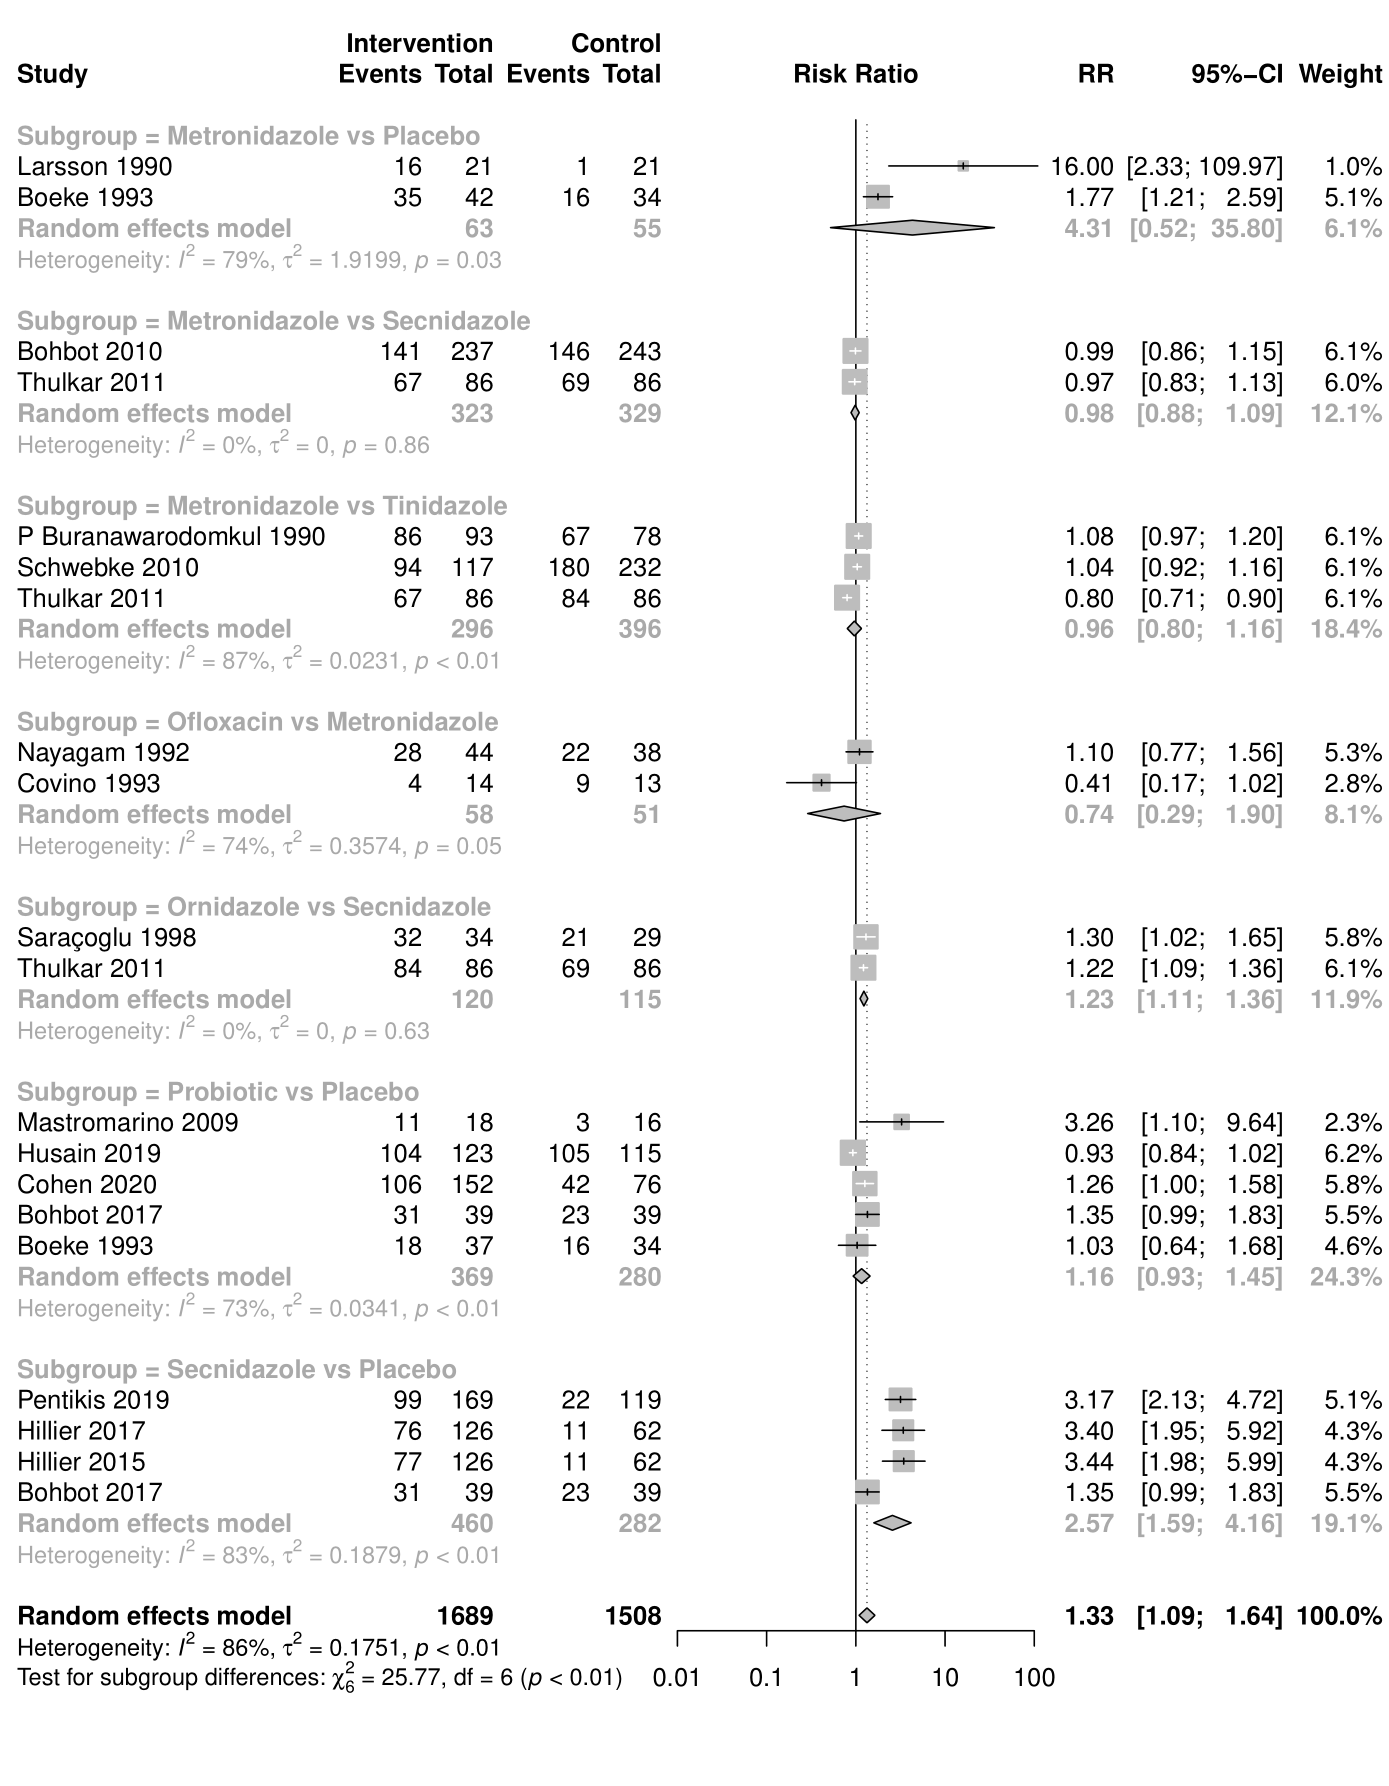 Intervention Control
Study Events Total Events Total Risk Ratio RR 95%−CI Weight
Subgroup = Metronidazole vs Placebo
Larsson 1990 16 21 1 21 16.00 [2.33; 109.97] 1.0%
Boeke 1993 35 42 16 34 1.77 [1.21; 2.59] 5.1%
Random effects model 63 55 4.31 [0.52; 35.80] 6.1%
Heterogeneity: I² = 79%, τ² = 1.9199, p = 0.03
Subgroup = Metronidazole vs Secnidazole
Bohbot 2010 141 237 146 243 0.99 [0.86; 1.15] 6.1%
Thulkar 2011 67 86 69 86 0.97 [0.83; 1.13] 6.0%
Random effects model 323 329 0.98 [0.88; 1.09] 12.1%
Heterogeneity: I² = 0%, τ² = 0, p = 0.86
Subgroup = Metronidazole vs Tinidazole
P Buranawarodomkul 1990 86 93 67 78 1.08 [0.97; 1.20] 6.1%
Schwebke 2010 94 117 180 232 1.04 [0.92; 1.16] 6.1%
Thulkar 2011 67 86 84 86 0.80 [0.71; 0.90] 6.1%
Random effects model 296 396 0.96 [0.80; 1.16] 18.4%
Heterogeneity: I² = 87%, τ² = 0.0231, p < 0.01
Subgroup = Ofloxacin vs Metronidazole
Nayagam 1992 28 44 22 38 1.10 [0.77; 1.56] 5.3%
Covino 1993 4 14 9 13 0.41 [0.17; 1.02] 2.8%
Random effects model 58 51 0.74 [0.29; 1.90] 8.1%
Heterogeneity: I² = 74%, τ² = 0.3574, p = 0.05
Subgroup = Ornidazole vs Secnidazole
Saraçoglu 1998 32 34 21 29 1.30 [1.02; 1.65] 5.8%
Thulkar 2011 84 86 69 86 1.22 [1.09; 1.36] 6.1%
Random effects model 120 115 1.23 [1.11; 1.36] 11.9%
Heterogeneity: I² = 0%, τ² = 0, p = 0.63
Subgroup = Probiotic vs Placebo
Mastromarino 2009 11 18 3 16 3.26 [1.10; 9.64] 2.3%
Husain 2019 104 123 105 115 0.93 [0.84; 1.02] 6.2%
Cohen 2020 106 152 42 76 1.26 [1.00; 1.58] 5.8%
Bohbot 2017 31 39 23 39 1.35 [0.99; 1.83] 5.5%
Boeke 1993 18 37 16 34 1.03 [0.64; 1.68] 4.6%
Random effects model 369 280 1.16 [0.93; 1.45] 24.3%
Heterogeneity: I² = 73%, τ² = 0.0341, p < 0.01
Subgroup = Secnidazole vs Placebo
Pentikis 2019 99 169 22 119 3.17 [2.13; 4.72] 5.1%
Hillier 2017 76 126 11 62 3.40 [1.95; 5.92] 4.3%
Hillier 2015 77 126 11 62 3.44 [1.98; 5.99] 4.3%
Bohbot 2017 31 39 23 39 1.35 [0.99; 1.83] 5.5%
Random effects model 460 282 2.57 [1.59; 4.16] 19.1%
Heterogeneity: I² = 83%, τ² = 0.1879, p < 0.01
Random effects model 1689 1508 1.33 [1.09; 1.64] 100.0%
Heterogeneity: I² = 86%, τ² = 0.1751, p < 0.01
Test for subgroup differences: χ²₆ = 25.77, df = 6 (p < 0.01) 0.01 0.1 1 10 100